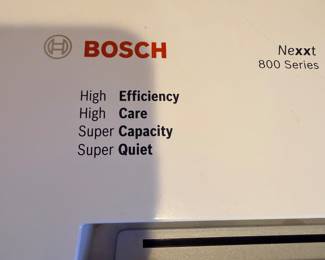 BOSCH
Nexxt
800 Series
High Efficiency
High Care
Super Capacity
Super Quiet